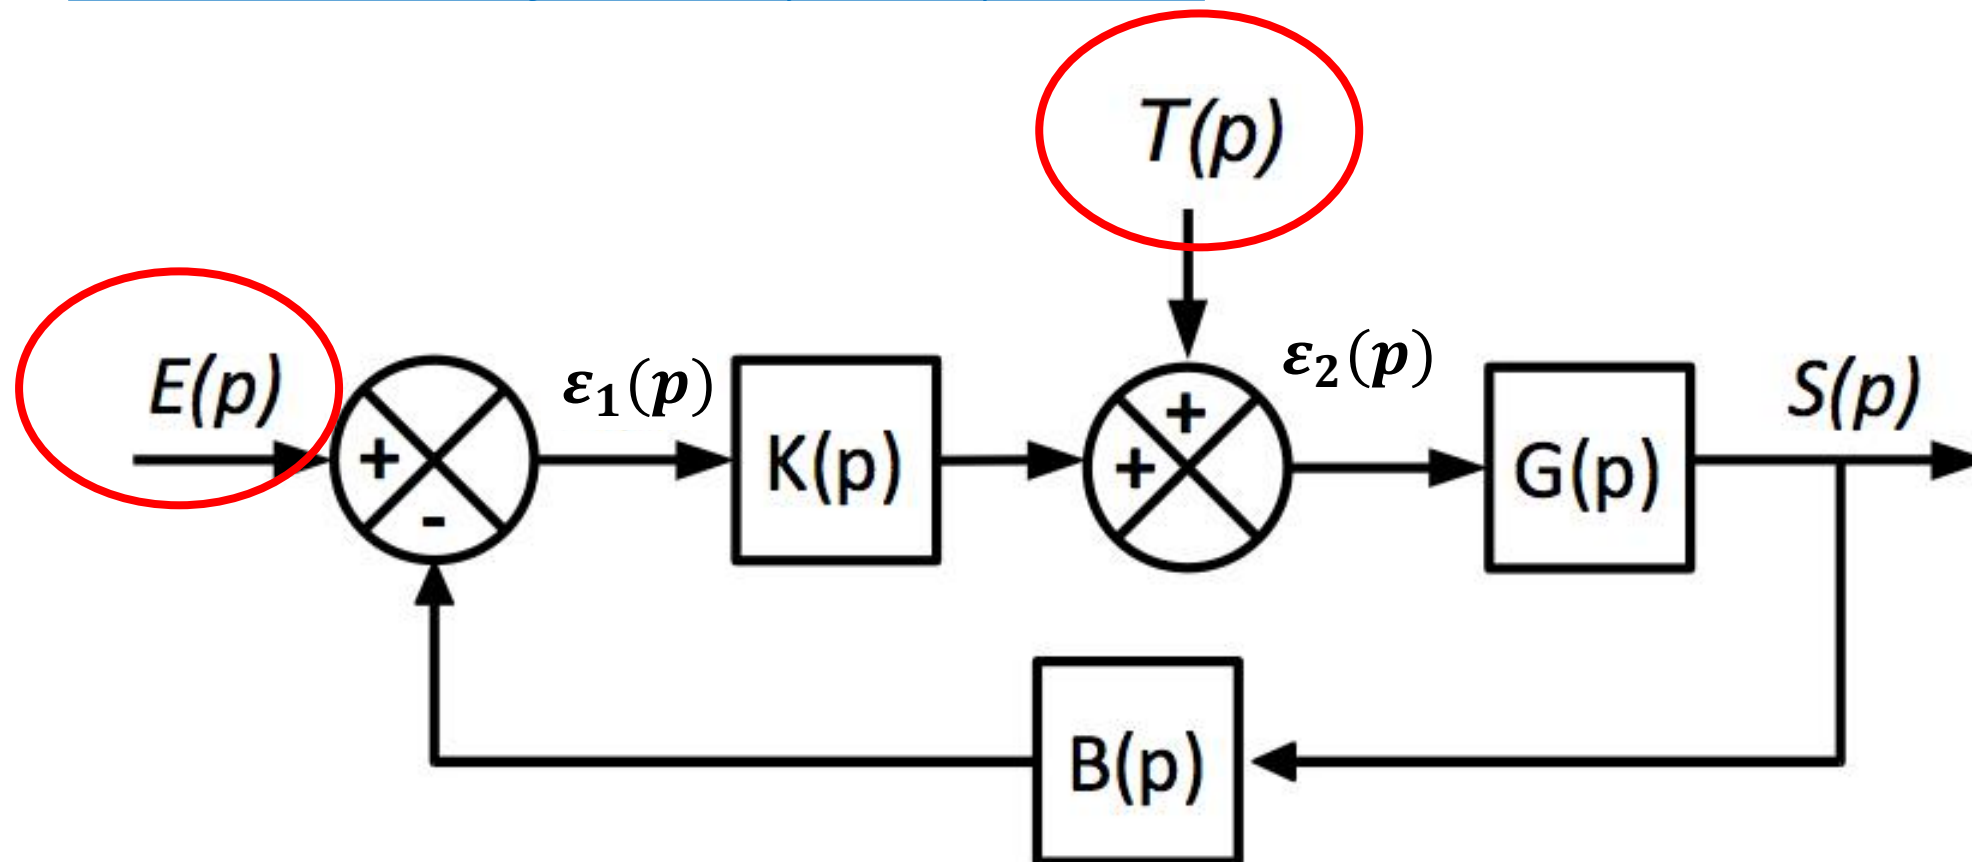 T(p)
E(p)
ε₁(p)
ε₂(p)
S(p)
+
-
K(p)
+
+
G(p)
B(p)